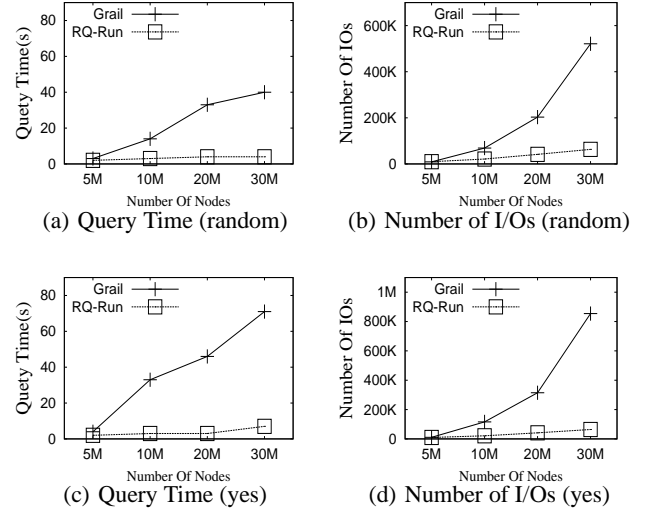 Grail
RQ-Run
80
60
40
20
0
Quety Time(s)
5M 10M 20M 30M
Number Of Nodes
(a) Query Time (random)
Grail
RQ-Run
600K
400K
200K
0
Number Of IOs
5M 10M 20M 30M
Number Of Nodes
(b) Number of I/Os (random)
Grail
RQ-Run
80
60
40
20
0
Quety Time(s)
5M 10M 20M 30M
Number Of Nodes
(c) Query Time (yes)
Grail
RQ-Run
1M
800K
600K
400K
200K
0
Number Of IOs
5M 10M 20M 30M
Number Of Nodes
(d) Number of I/Os (yes)